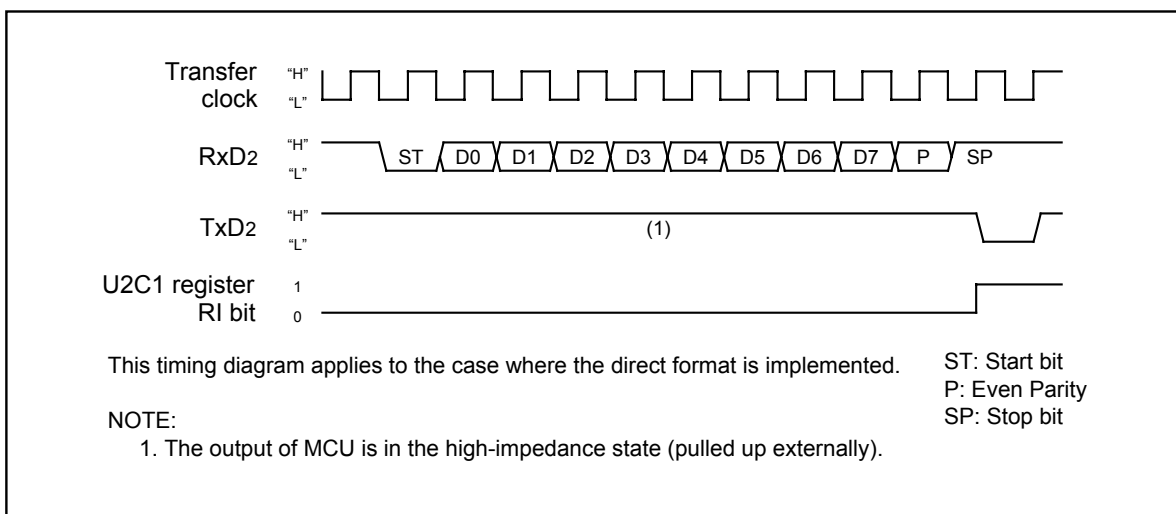 Transfer clock
“H”
“L”
RxD2
“H”
“L”
ST D0 D1 D2 D3 D4 D5 D6 D7 P SP
TxD2
“H”
“L”
(1)
U2C1 register
RI bit
1
0
This timing diagram applies to the case where the direct format is implemented.
ST: Start bit
P: Even Parity
SP: Stop bit
NOTE:
1. The output of MCU is in the high-impedance state (pulled up externally).